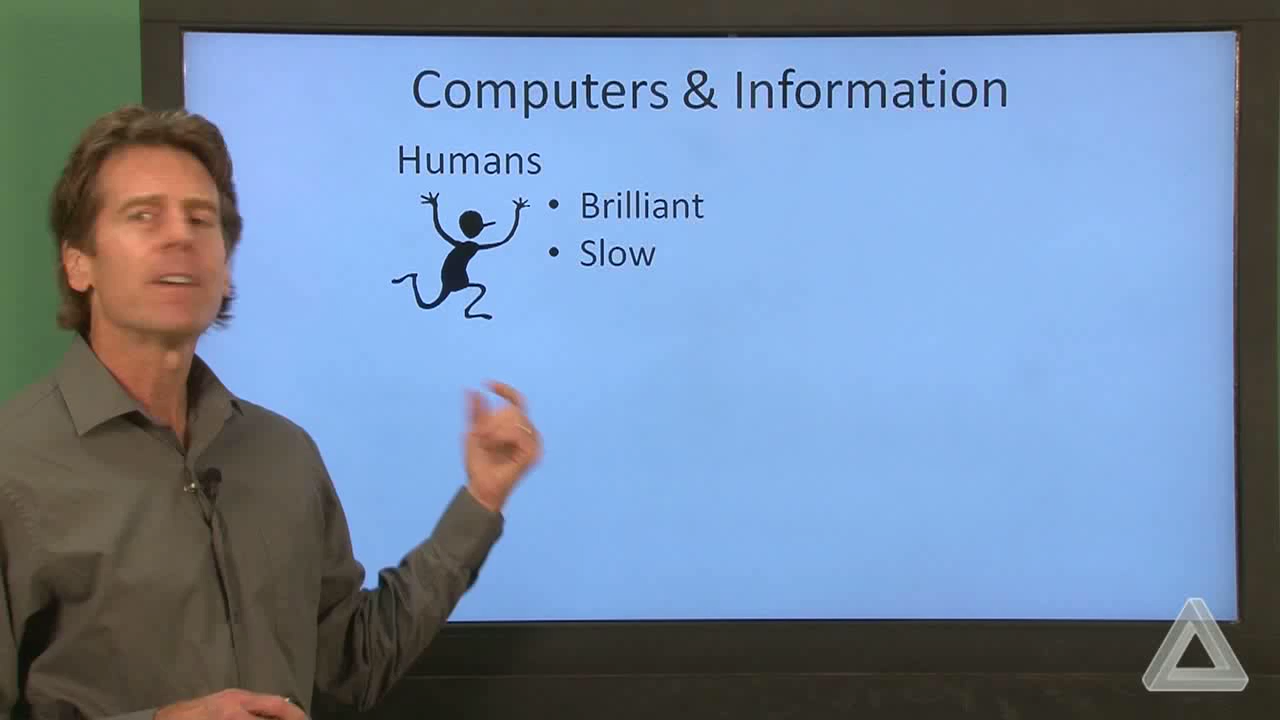 Computers & Information
Humans
• Brilliant
• Slow